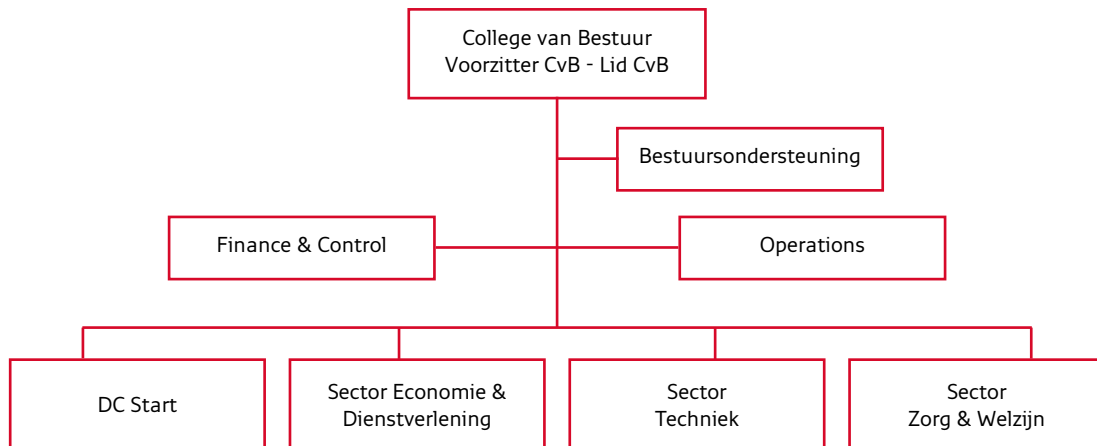 College van Bestuur
Voorzitter CvB - Lid CvB
Bestuursondersteuning
Finance & Control
Operations
DC Start
Sector Economie &
Dienstverlening
Sector
Techniek
Sector
Zorg & Welzijn